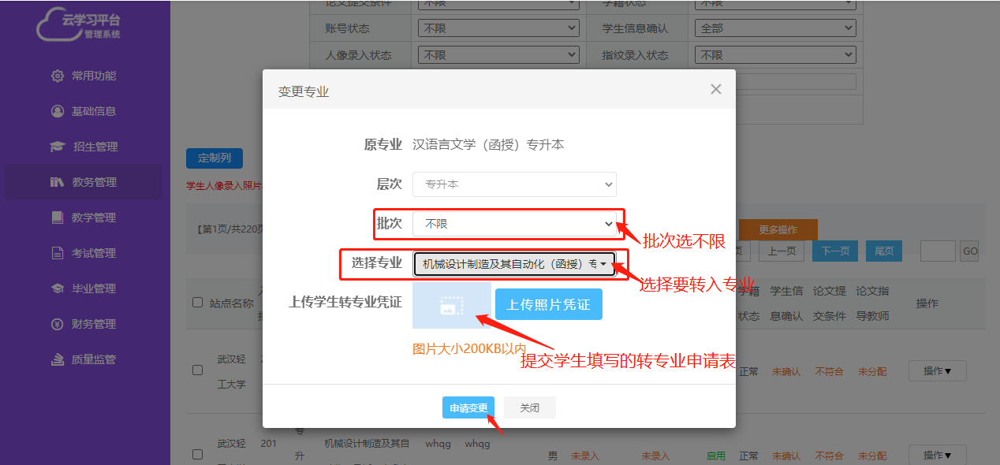 云学习平台
管理系统
常用功能
基础信息
招生管理
教务管理
教学管理
考试管理
毕业管理
财务管理
质量监管
论文提交条件 不限 学籍状态 不限
账号状态 不限 学生信息确认 全部
人像录入状态 不限 指纹录入状态 不限
定制列
学生人像录入照片
【第1页/共220页
更多操作
页 上一页 下一页 尾页 GO
变更专业
原专业 汉语言文学（函授）专升本
层次 专升本
批次 不限
批次选不限
选择专业 机械设计制造及其自动化（函授）专
选择要转入专业
上传学生转专业凭证 上传照片凭证
图片大小200KB以内
提交学生填写的转专业申请表
申请变更 关闭
站点名称
学籍 学生信 论文提 论文指
状态 息确认 交条件 导教师
操作
武汉轻
工大学
正常 未确认 不符合 未分配 操作▼
武汉轻 201 专
升
机械设计制造及其自 whqg whqg
男 未录入 未录入 启用 正常 未确认 不符合 未分配 操作▼